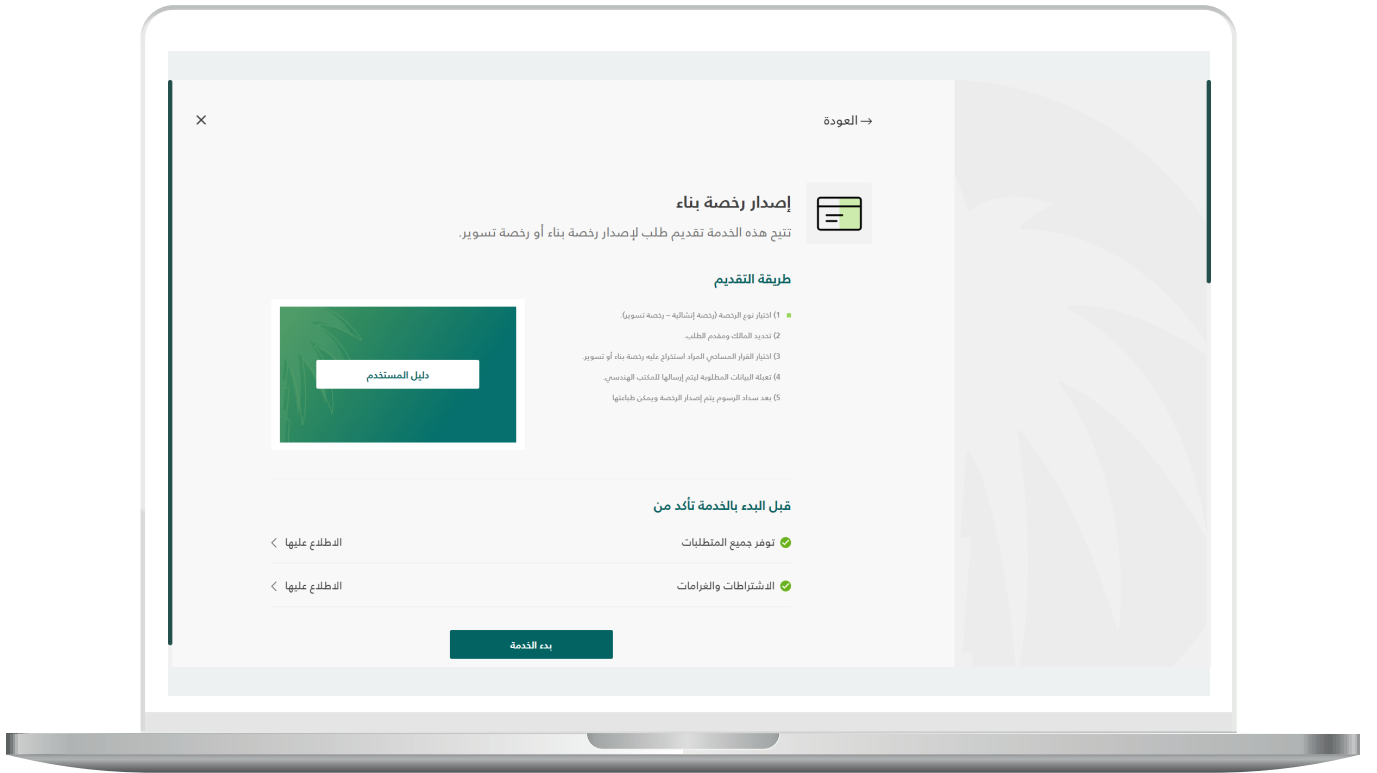 → العودة
إصدار رخصة بناء
تتيح هذه الخدمة تقديم طلب لإصدار رخصة بناء أو رخصة تسوير.
طريقة التقديم
1) اختيار نوع الرخصة (رخصة إنشائية – رخصة تسوير).
2) تحديد المالك ومقدم الطلب.
3) اختيار القرار المساحي المراد استخراج عليه رخصة بناء أو تسوير.
4) تعبئة البيانات المطلوبة ليتم إرسالها للمكتب الهندسي.
5) بعد سداد الرسوم يتم إصدار الرخصة ويمكن طباعتها
دليل المستخدم
قبل البدء بالخدمة تأكد من
توفر جميع المتطلبات
الاطلاع عليها
الاشتراطات والغرامات
الاطلاع عليها
بدء الخدمة